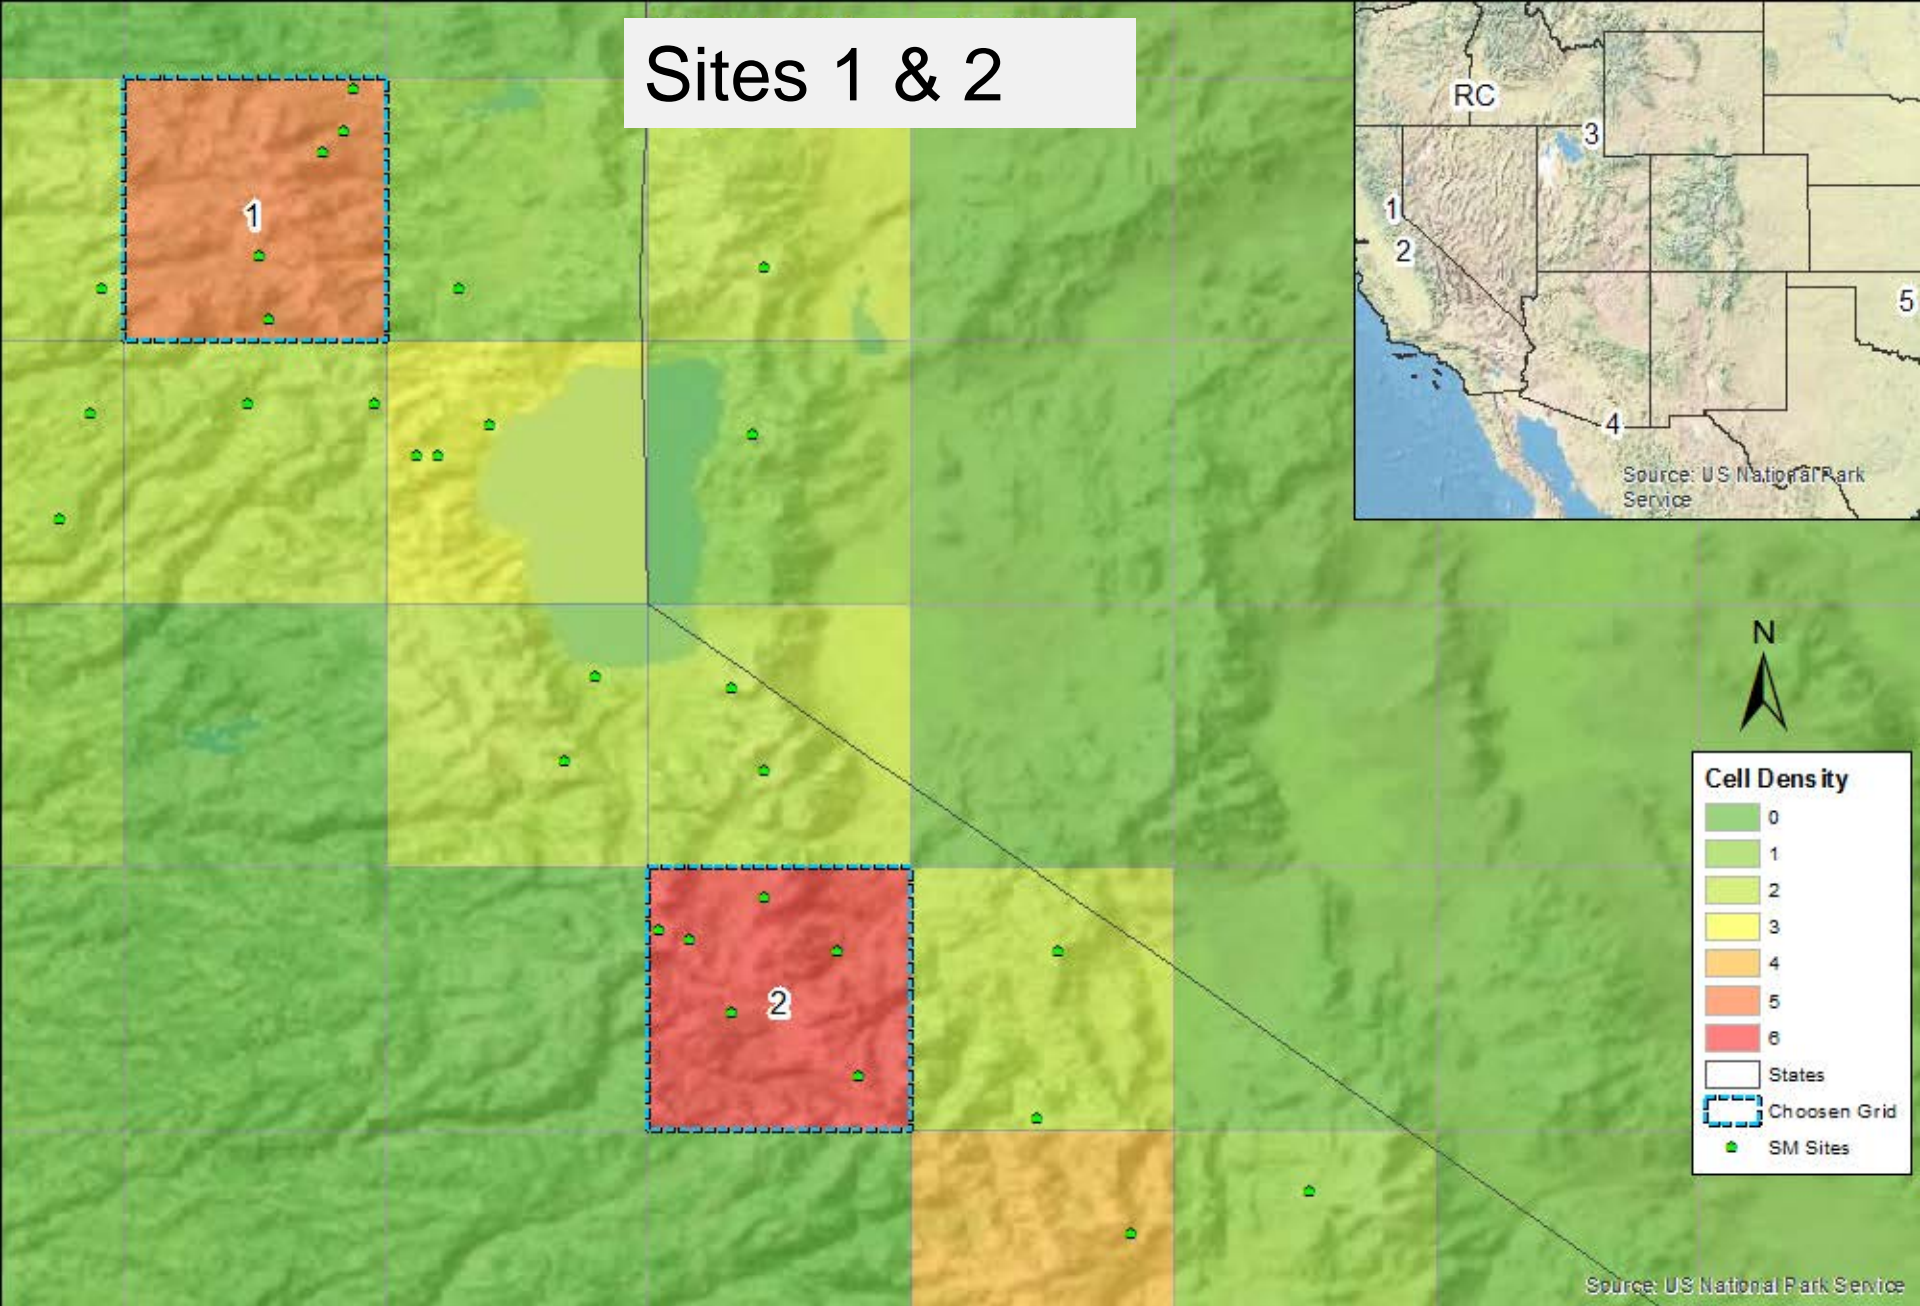 Sites 1 & 2
RC
3
1
2
5
4
Source: US National Park
Service
1
N
Cell Density
0
1
2
3
4
5
6
States
Choosen Grid
SM Sites
2
Source: US National Park Service